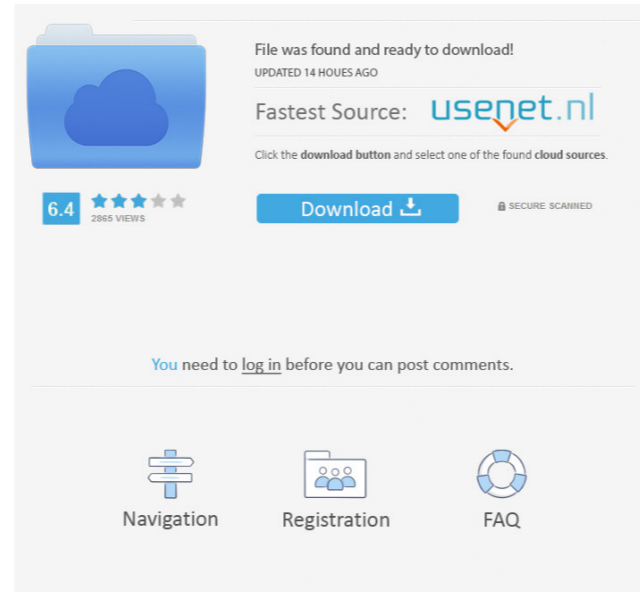 File was found and ready to download!
UPDATED 14 HOUES AGO
Fastest Source: usenet.nl
Click the download button and select one of the found cloud sources.
6.4
2865 VIEWS
Download
SECURE SCANNED
You need to log in before you can post comments.
Navigation
Registration
FAQ